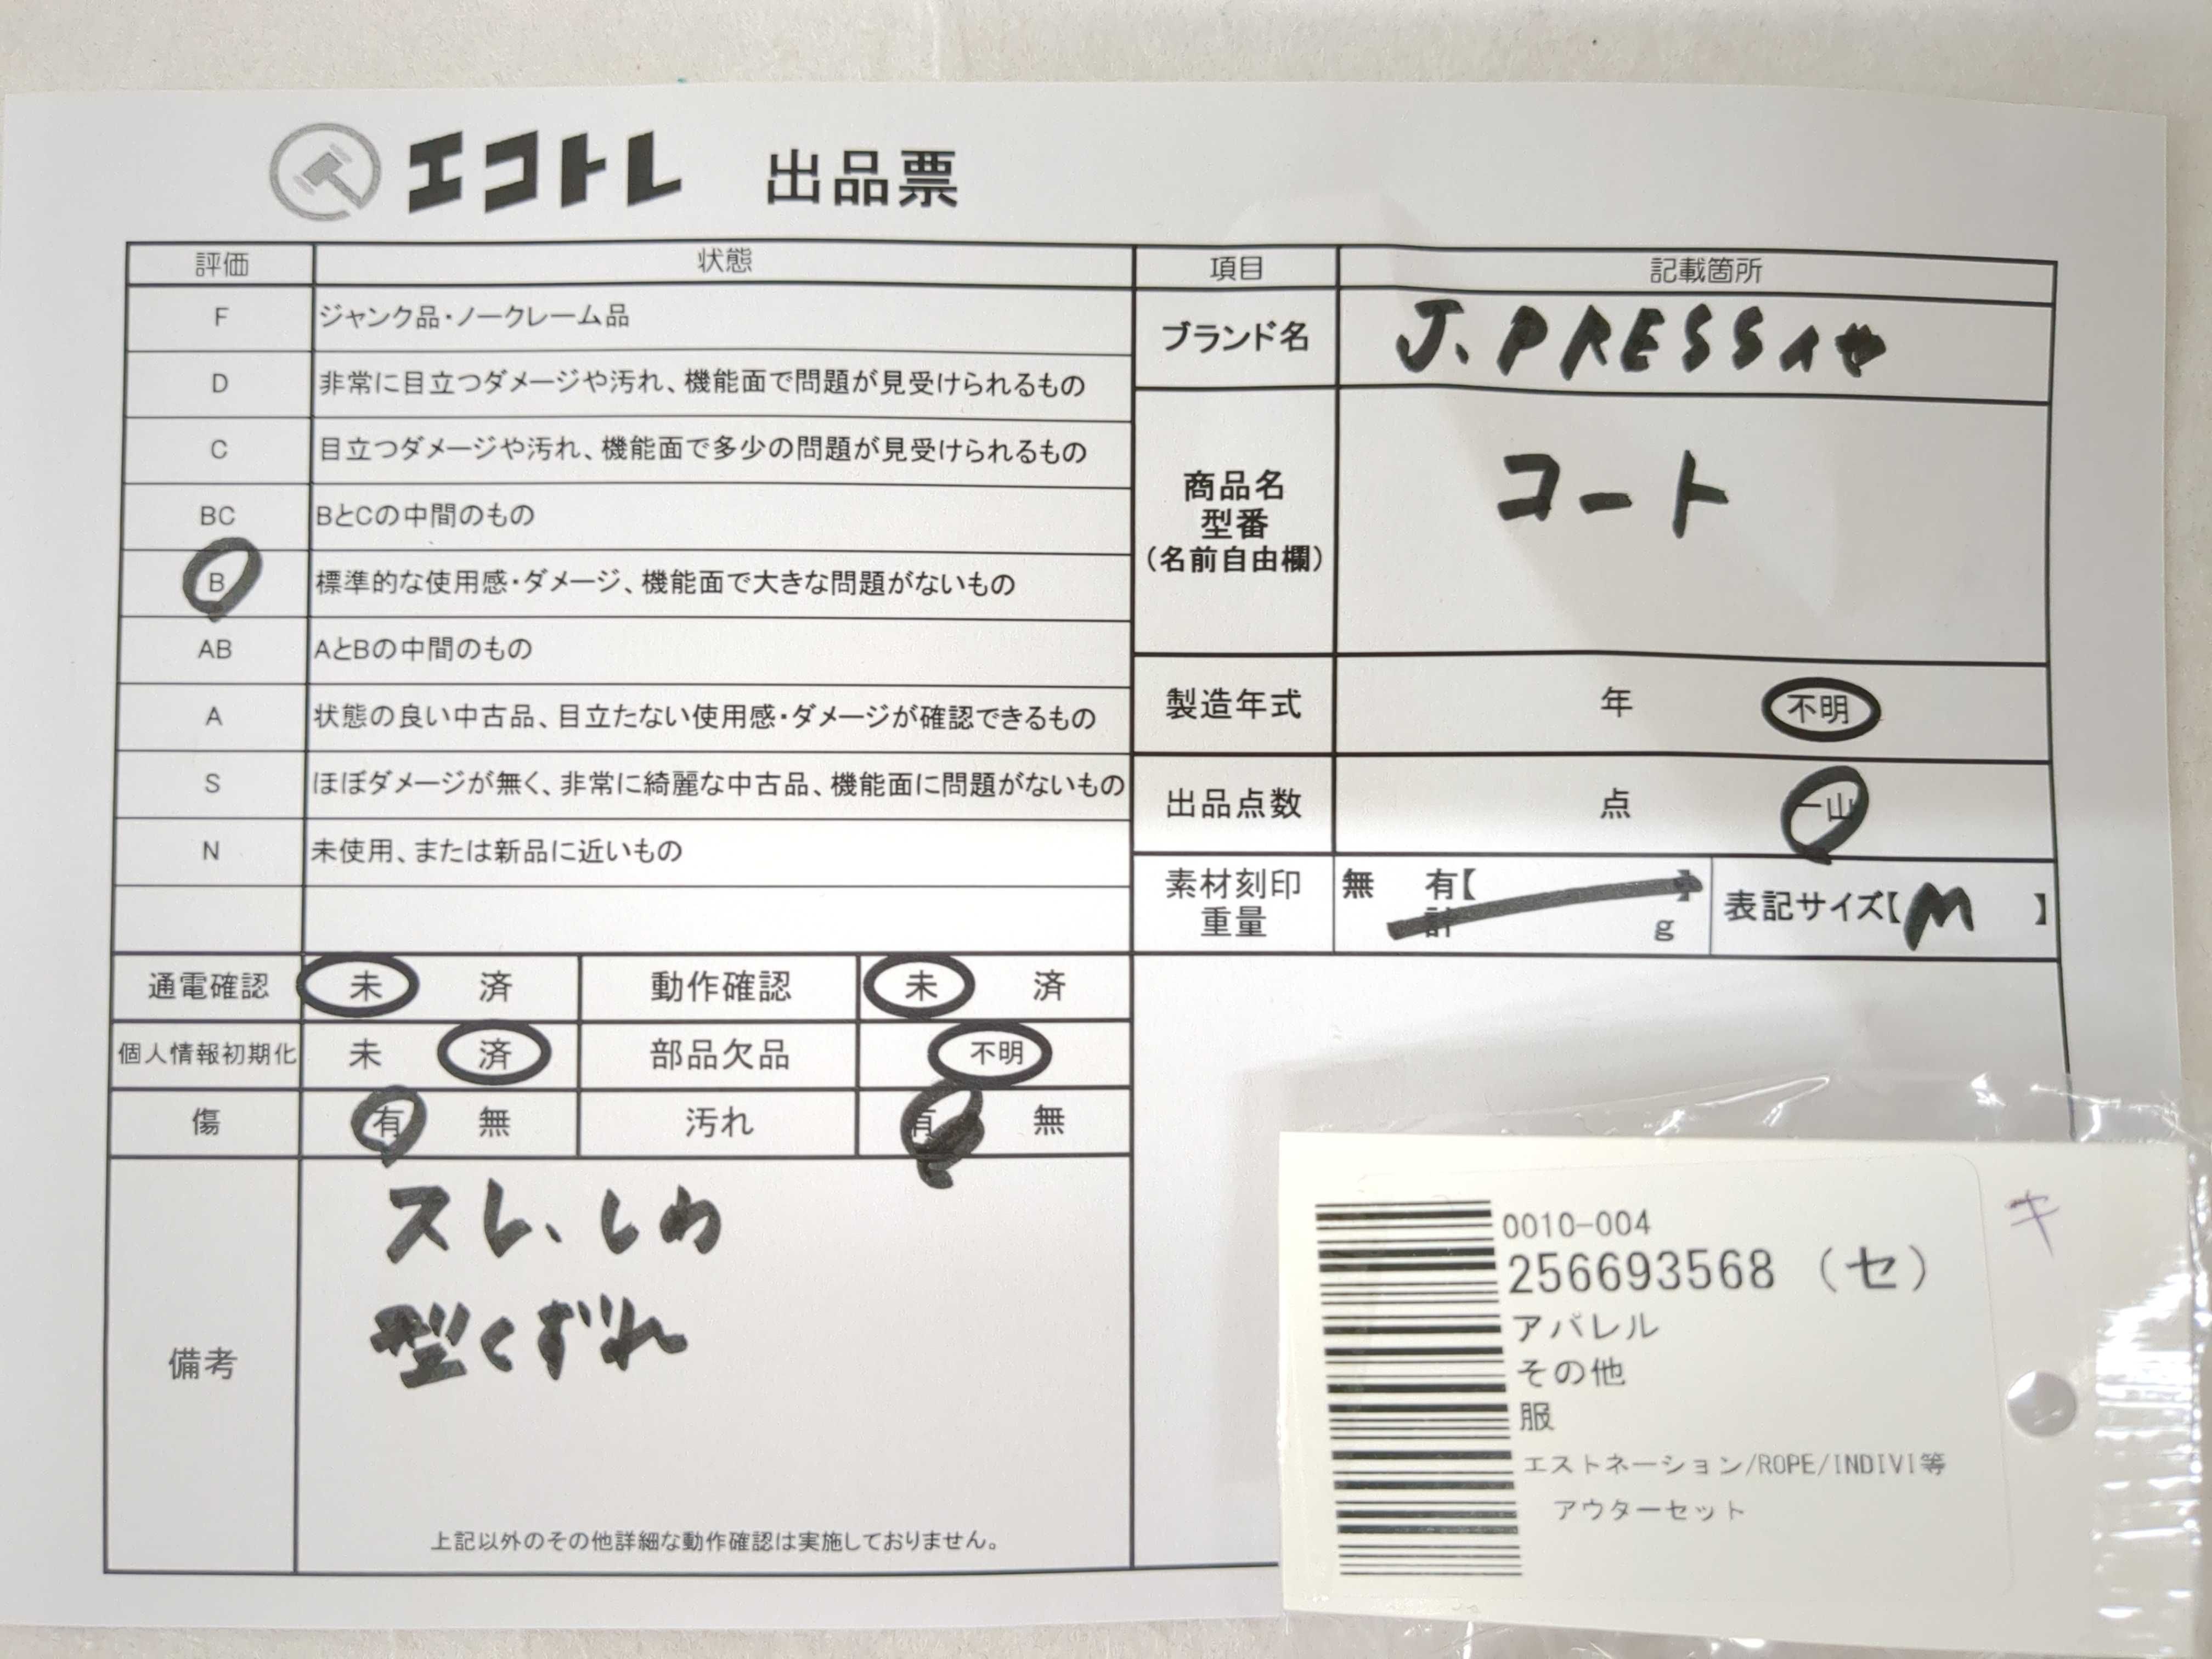 エコトレ 出品票
評価 状態
F ジャンク品・ノークレーム品
D 非常に目立つダメージや汚れ、機能面で問題が見受けられるもの
C 目立つダメージや汚れ、機能面で多少の問題が見受けられるもの
BC BとCの中間のもの
B 標準的な使用感・ダメージ、機能面で大きな問題がないもの
AB AとBの中間のもの
A 状態の良い中古品、目立たない使用感・ダメージが確認できるもの
S ほぼダメージが無く、非常に綺麗な中古品、機能面に問題がないもの
N 未使用、または新品に近いもの
通電確認 未 済 動作確認 未 済
個人情報初期化 未 済 部品欠品 不明
傷 有 無 汚れ 有 無
備考
スレ、しわ
型くずれ
上記以外のその他詳細な動作確認は実施しておりません。
項目 記載箇所
ブランド名 J.PRESS
商品名
型番
(名前自由欄)
コート
製造年式 年 不明
出品点数 点 一山
素材刻印 無 有【 】
重量 計 g
表記サイズ【M 】
0010-004
256693568 (セ)
アパレル
その他
服
エストネーション/ROPE/INDIVI等
アウターセット
キ